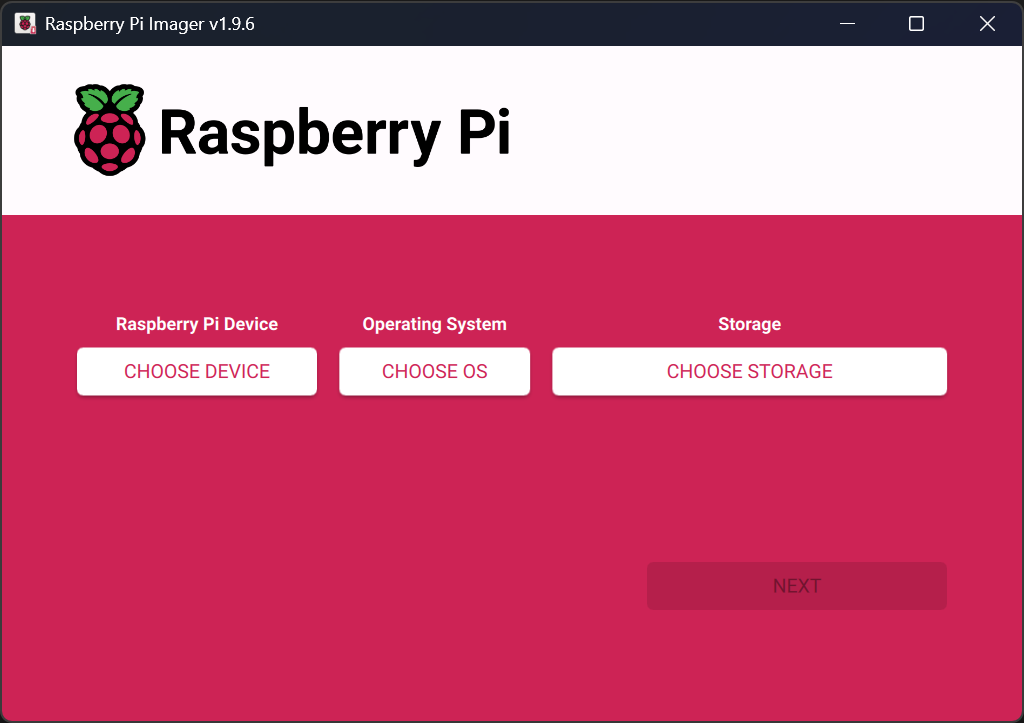 Raspberry Pi Imager v1.9.6
Raspberry Pi
Raspberry Pi Device
Operating System
Storage
CHOOSE DEVICE
CHOOSE OS
CHOOSE STORAGE
NEXT